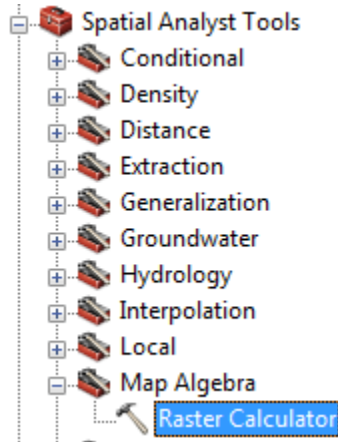 Spatial Analyst Tools
Conditional
Density
Distance
Extraction
Generalization
Groundwater
Hydrology
Interpolation
Local
Map Algebra
Raster Calculator